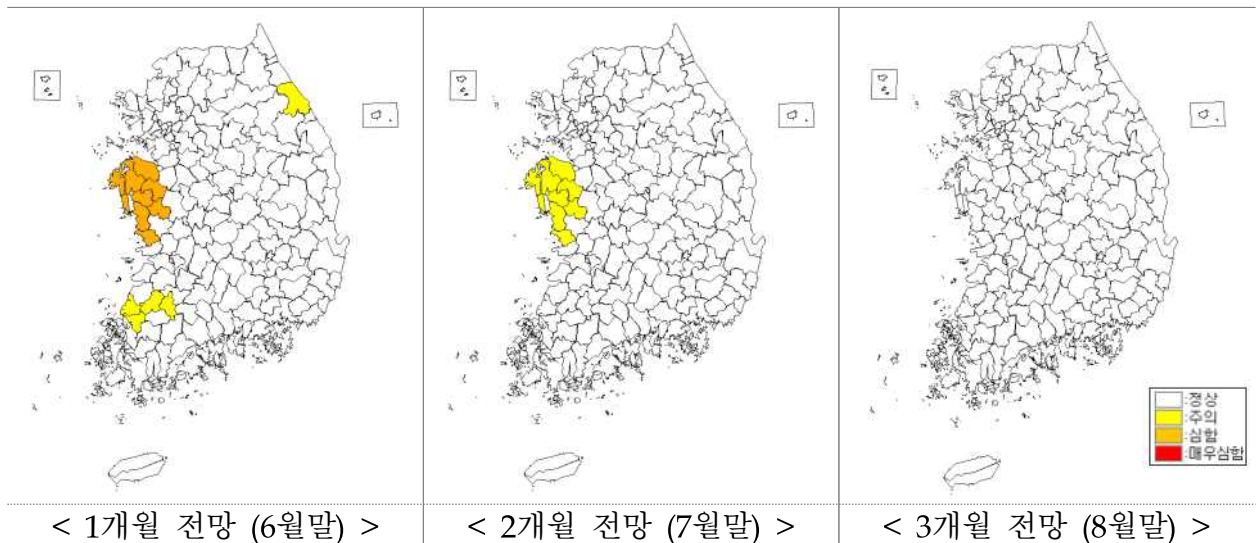 :정상
:주의
:심함
:매우심함
< 1개월 전망 (6월말) >
< 2개월 전망 (7월말) >
< 3개월 전망 (8월말) >